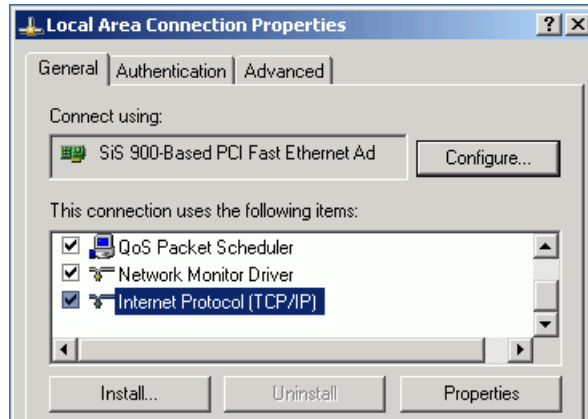 Local Area Connection Properties
General Authentication Advanced
Connect using:
SiS 900-Based PCI Fast Ethernet Ad Configure...
This connection uses the following items:
QoS Packet Scheduler
Network Monitor Driver
Internet Protocol (TCP/IP)
Install... Uninstall Properties